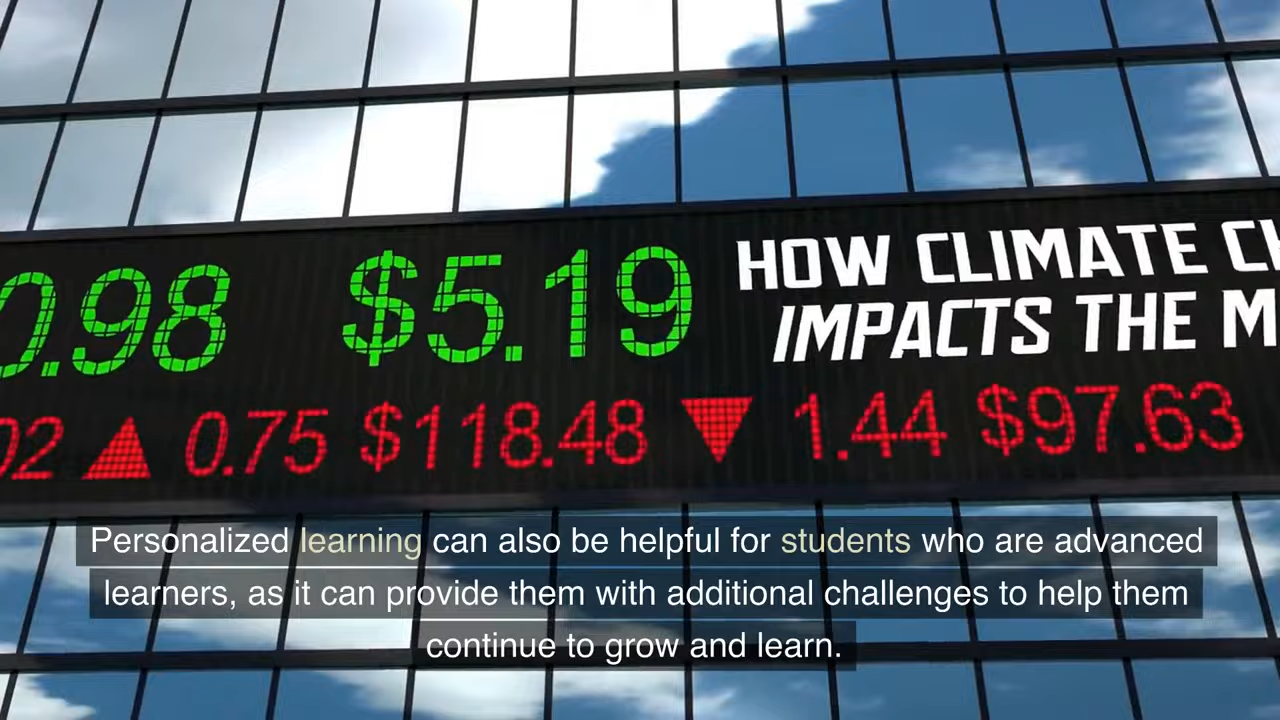 0.98 $5.19
HOW CLIMATE
IMPACTS THE
02 ▲ 0.75 $118.48 ▼ 1.44 $97.63
Personalized learning can also be helpful for students who are advanced
learners, as it can provide them with additional challenges to help them
continue to grow and learn.